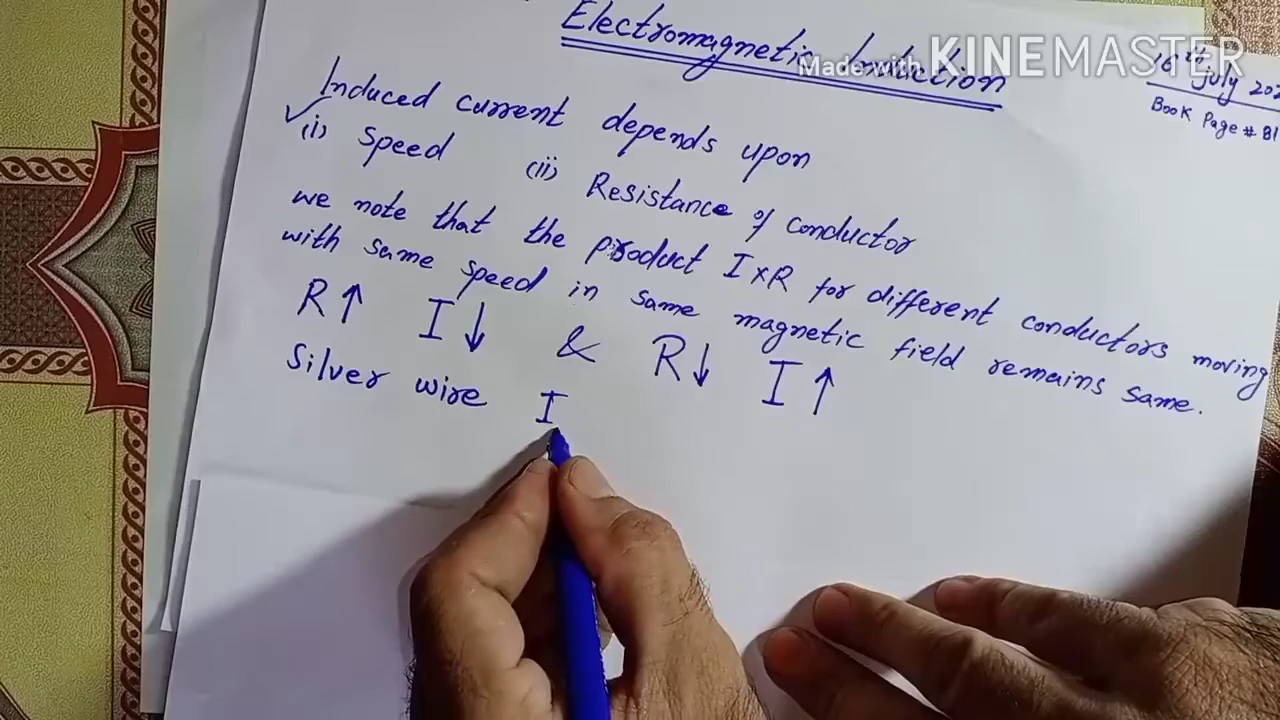 Electromagnetic Induction
Made with KINEMASTER
16th july 202
Book Page # 81
Induced current depends upon
(i) Speed (ii) Resistance of conductor
we note that the product I×R for different conductors moving
with same speed in same magnetic field remains same.
R↑ I↓ & R↓ I↑
Silver wire I